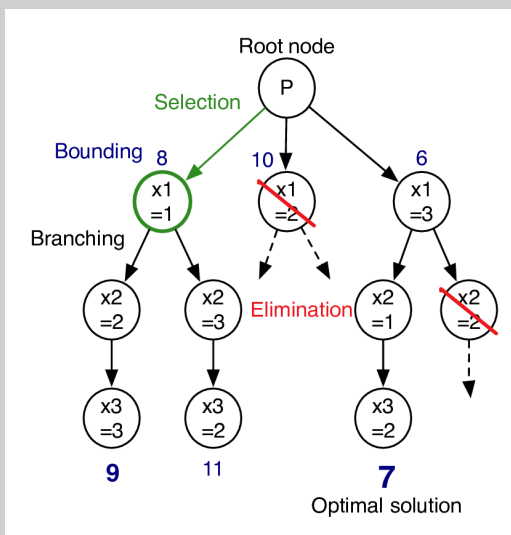 Root node
P
Selection
Bounding 8 10 6
x1 x1 x1
=1 =2 =3
Branching
x2 x2 Elimination x2 x2
=2 =3 =1 =2
x3 x3 x3
=3 =2 =2
9 11 7
Optimal solution